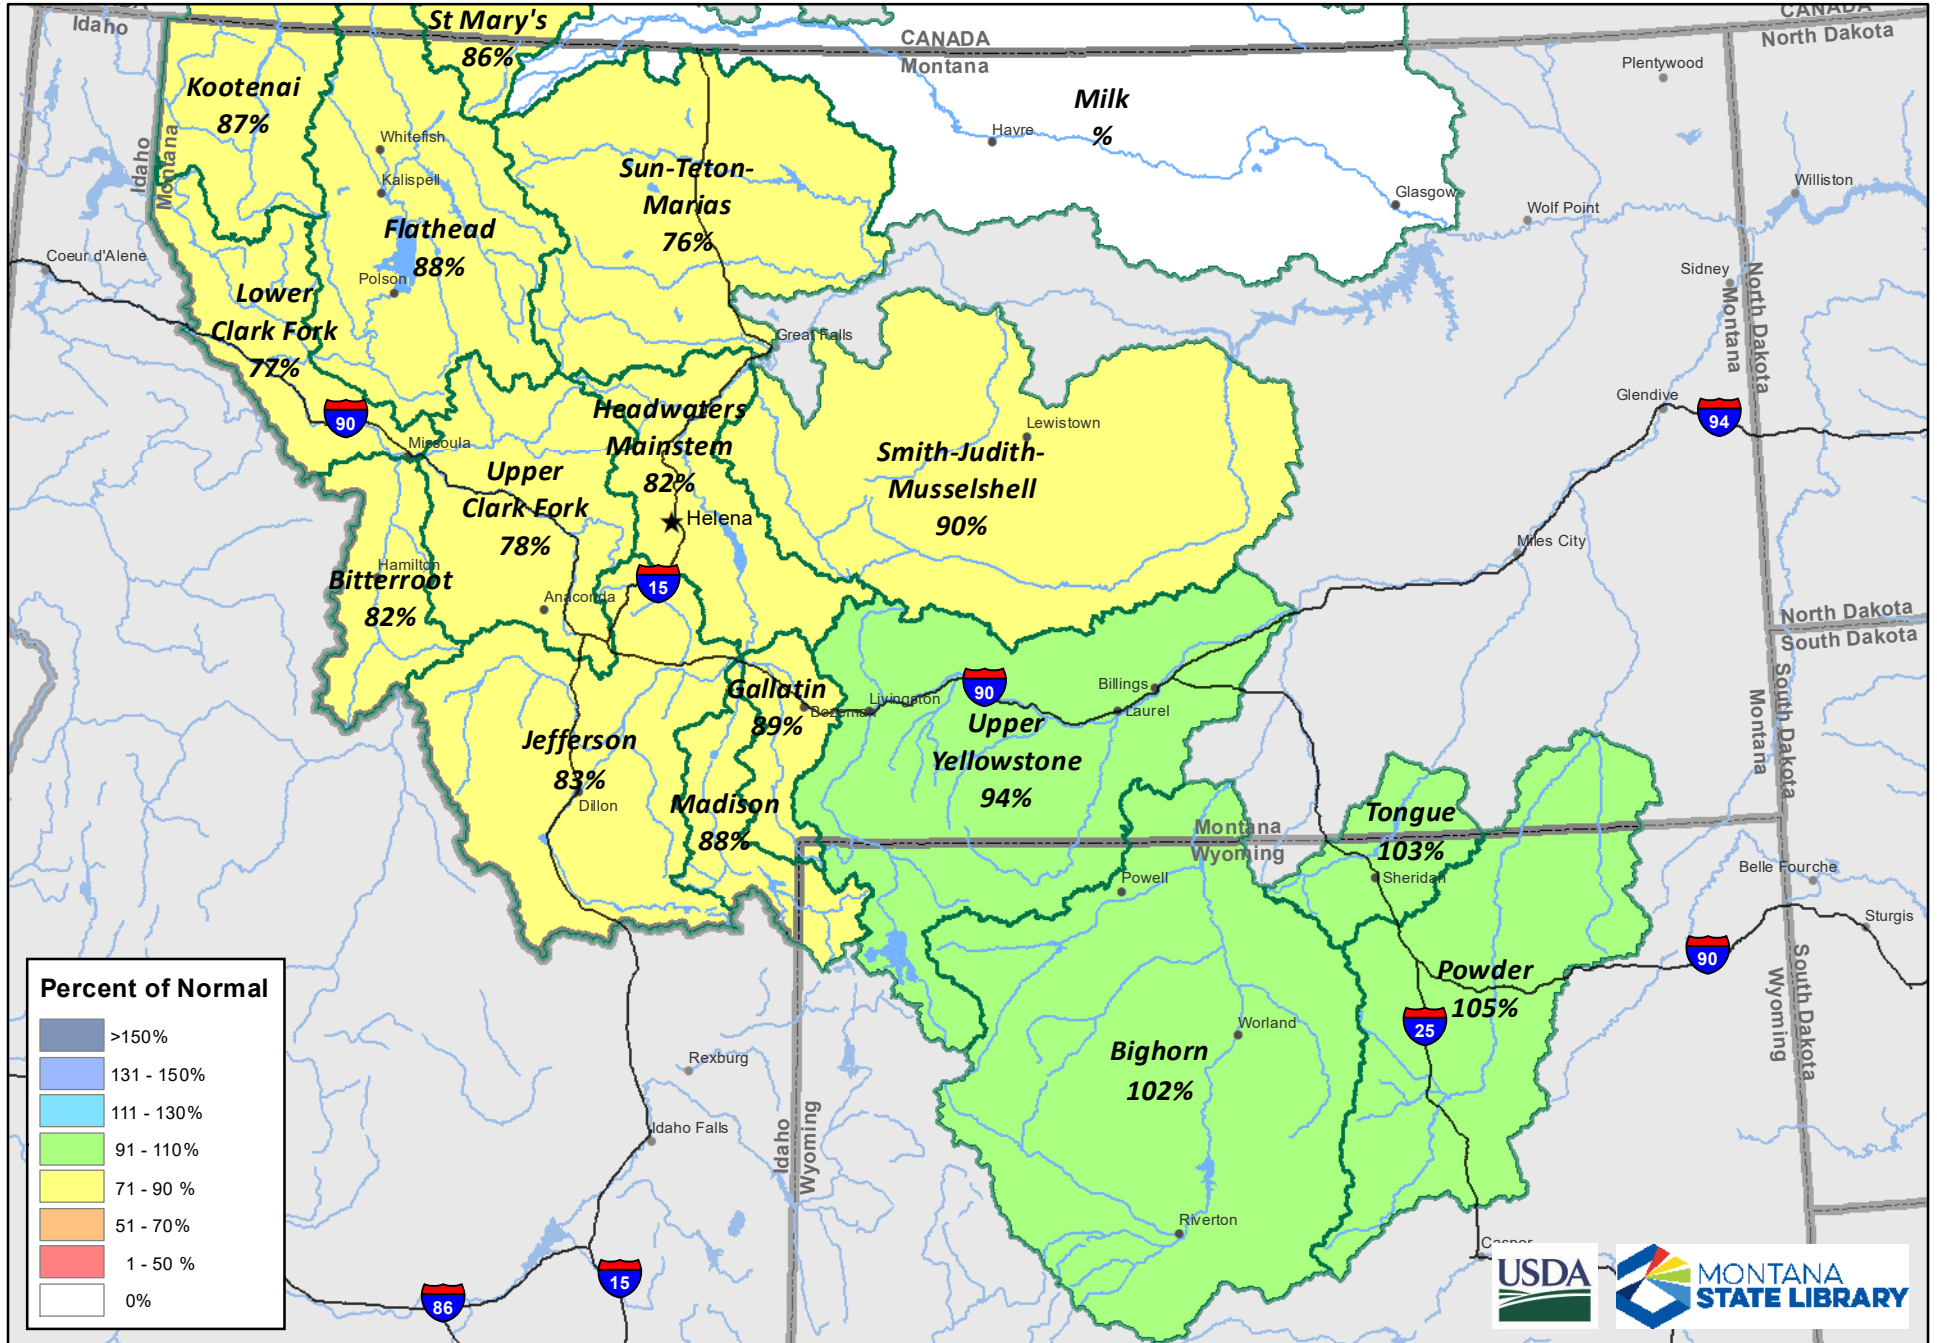 CANADA
Idaho
St Mary's
86%
CANADA
Montana
CANADA
North Dakota
Plentywood
Kootenai
87%
Milk
%
Havre
Idaho
Montana
Whitefish
Kalispell
Sun-Teton-
Marias
76%
Glasgow
Williston
Wolf Point
Flathead
88%
Coeur d'Alene
Polson
Sidney
North Dakota
Montana
Lower
Clark Fork
77%
Great Falls
90
Glendive
94
Headwaters
Mainstem
82%
Lewistown
Missoula
Smith-Judith-
Musselshell
90%
Upper
Clark Fork
78%
Helena
Miles City
Hamilton
Bitterroot
82%
15
Anaconda
North Dakota
South Dakota
Gallatin
89%
Bozeman
Livingston
90
Billings
Laurel
Upper
Yellowstone
94%
South Dakota
Montana
Jefferson
83%
Dillon
Madison
88%
Tongue
103%
Montana
Wyoming
Powell
Sheridan
Belle Fourche
Sturgis
90
South Dakota
Wyoming
Powder
105%
25
Worland
Bighorn
102%
Rexburg
Idaho Falls
Idaho
Wyoming
Riverton
Casper
15
86
Percent of Normal
>150%
131 - 150%
111 - 130%
91 - 110%
71 - 90 %
51 - 70%
1 - 50 %
0%
USDA
MONTANA
STATE LIBRARY